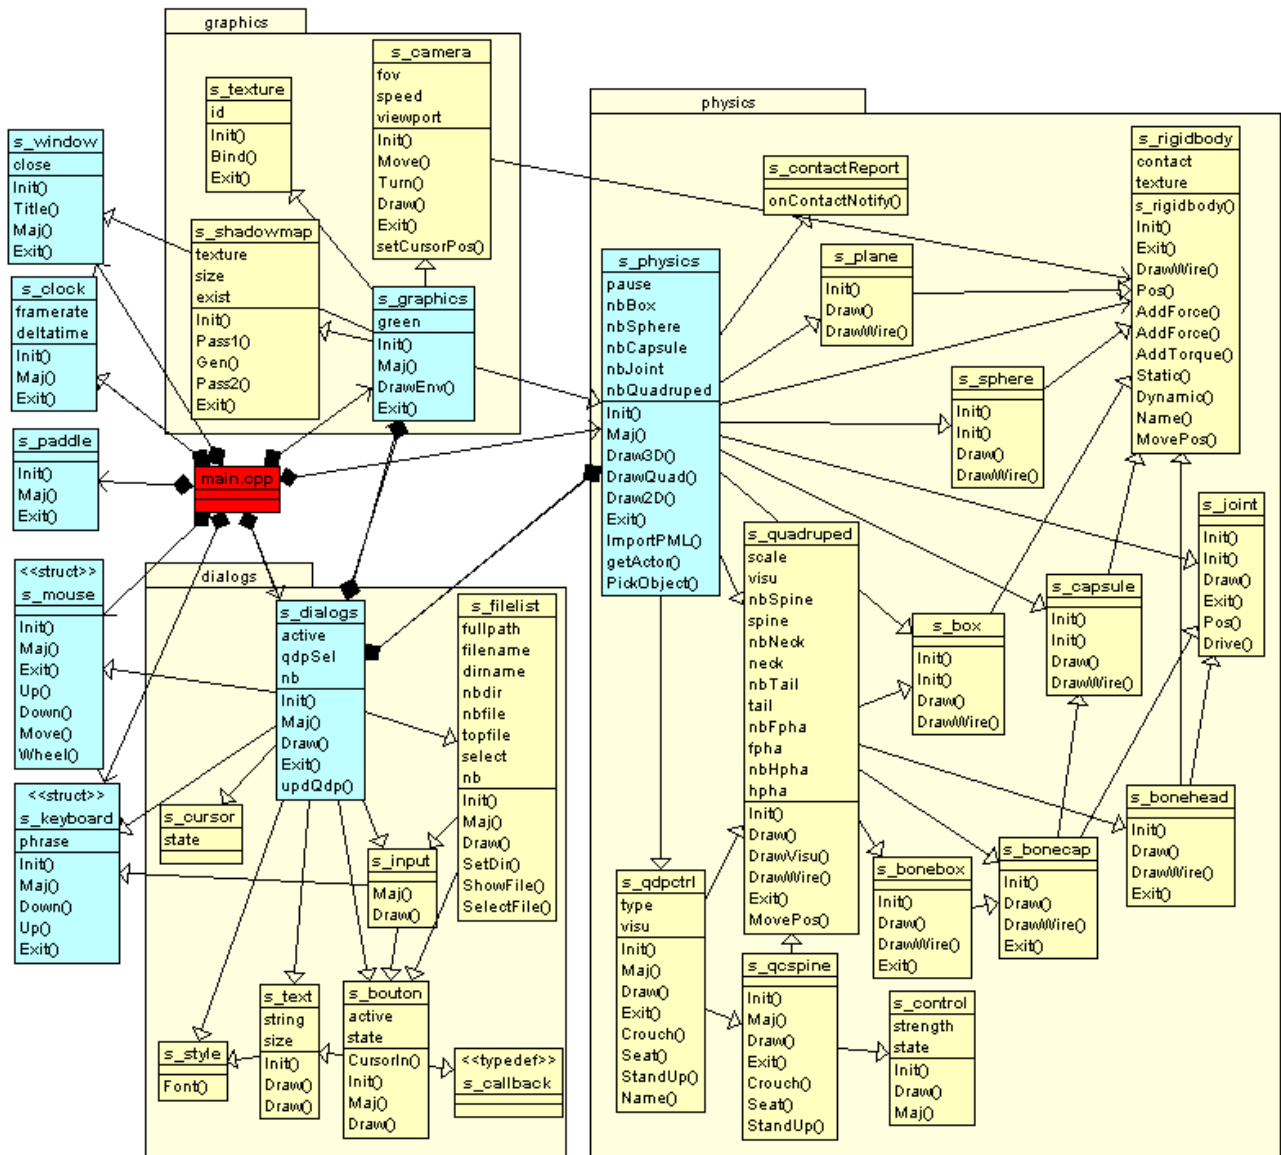 graphics
s_camera
fov
speed
viewport
Init()
Move()
Turn()
Draw()
Exit()
setCursorPos()
s_texture
id
Init()
Bind()
Exit()
s_window
close
Init()
Title()
Maj()
Exit()
s_shadowmap
texture
size
exist
Init()
Pass1()
Gen()
Pass2()
Exit()
s_clock
framerate
deltatime
Init()
Maj()
Exit()
s_graphics
green
Init()
Maj()
DrawEnv()
Exit()
s_paddle
Init()
Maj()
Exit()
main.cpp
<<struct>>
s_mouse
Init()
Maj()
Exit()
Up()
Down()
Move()
Wheel()
<<struct>>
s_keyboard
phrase
Init()
Maj()
Down()
Up()
Exit()
dialogs
s_dialogs
active
qdpSel
nb
Init()
Maj()
Draw()
Exit()
updQdp()
s_filelist
fullpath
filename
dirname
nbdir
nbfile
topfile
select
nb
Init()
Maj()
Draw()
SetDir()
ShowFile()
SelectFile()
s_cursor
state
s_input
Maj()
Draw()
s_text
string
size
Init()
Draw()
Draw()
s_bouton
active
state
CursorIn()
Init()
Maj()
Draw()
s_style
Font()
<<typedef>>
s_callback
physics
s_contactReport
onContactNotify()
s_rigidbody
contact
texture
s_rigidbody()
Init()
Exit()
DrawWire()
Pos()
AddForce()
AddForce()
AddTorque()
Static()
Dynamic()
Name()
MovePos()
s_physics
pause
nbBox
nbSphere
nbCapsule
nbJoint
nbQuadruped
Init()
Maj()
Draw3D()
DrawQuad()
Draw2D()
Exit()
ImportPML()
getActor()
PickObject()
s_plane
Init()
Draw()
DrawWire()
s_sphere
Init()
Init()
Draw()
DrawWire()
s_joint
Init()
Init()
Draw()
Exit()
Pos()
Drive()
s_quadruped
scale
visu
nbSpine
spine
nbNeck
neck
nbTail
tail
nbFpha
fpha
nbHpha
hpha
Init()
Draw()
DrawVisu()
DrawWire()
Exit()
MovePos()
s_capsule
Init()
Init()
Draw()
DrawWire()
s_box
Init()
Init()
Draw()
DrawWire()
s_bonehead
Init()
Draw()
DrawWire()
Exit()
s_bonecap
Init()
Draw()
DrawWire()
Exit()
s_bonebox
Init()
Draw()
DrawWire()
Exit()
s_qdpctrl
type
visu
Init()
Maj()
Draw()
Exit()
Crouch()
Seat()
StandUp()
Name()
s_qcspine
Init()
Maj()
Draw()
Exit()
Crouch()
Seat()
StandUp()
s_control
strength
state
Init()
Draw()
Maj()